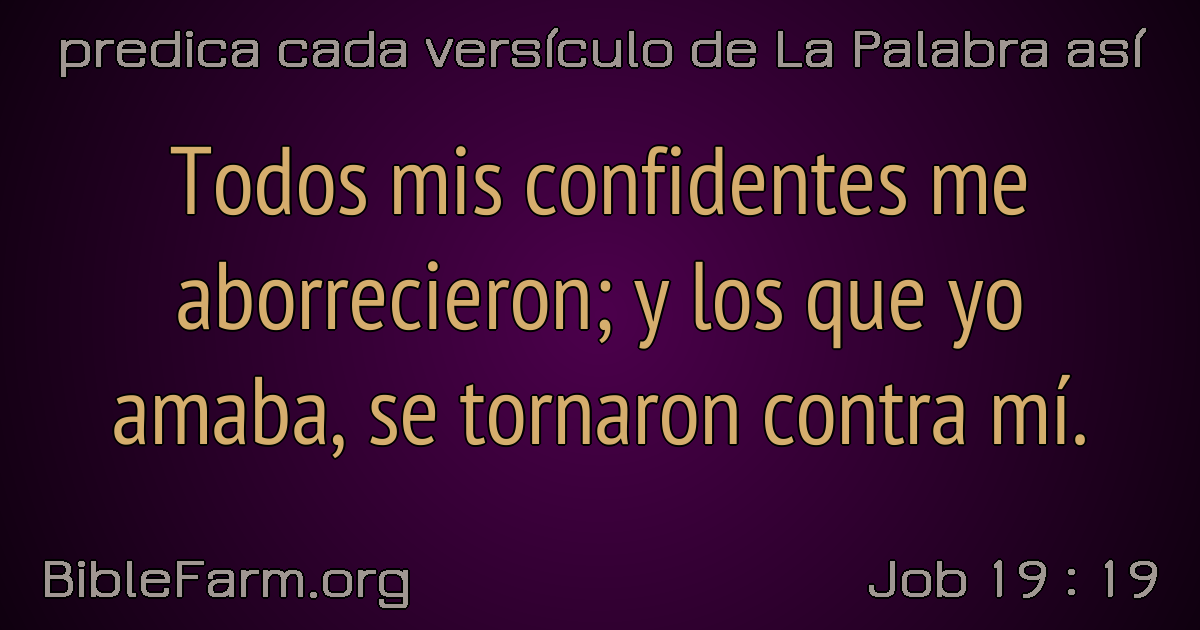 predica cada versículo de La Palabra así
Todos mis confidentes me
aborrecieron; y los que yo
amaba, se tornaron contra mí.
BibleFarm.org
Job 19 : 19